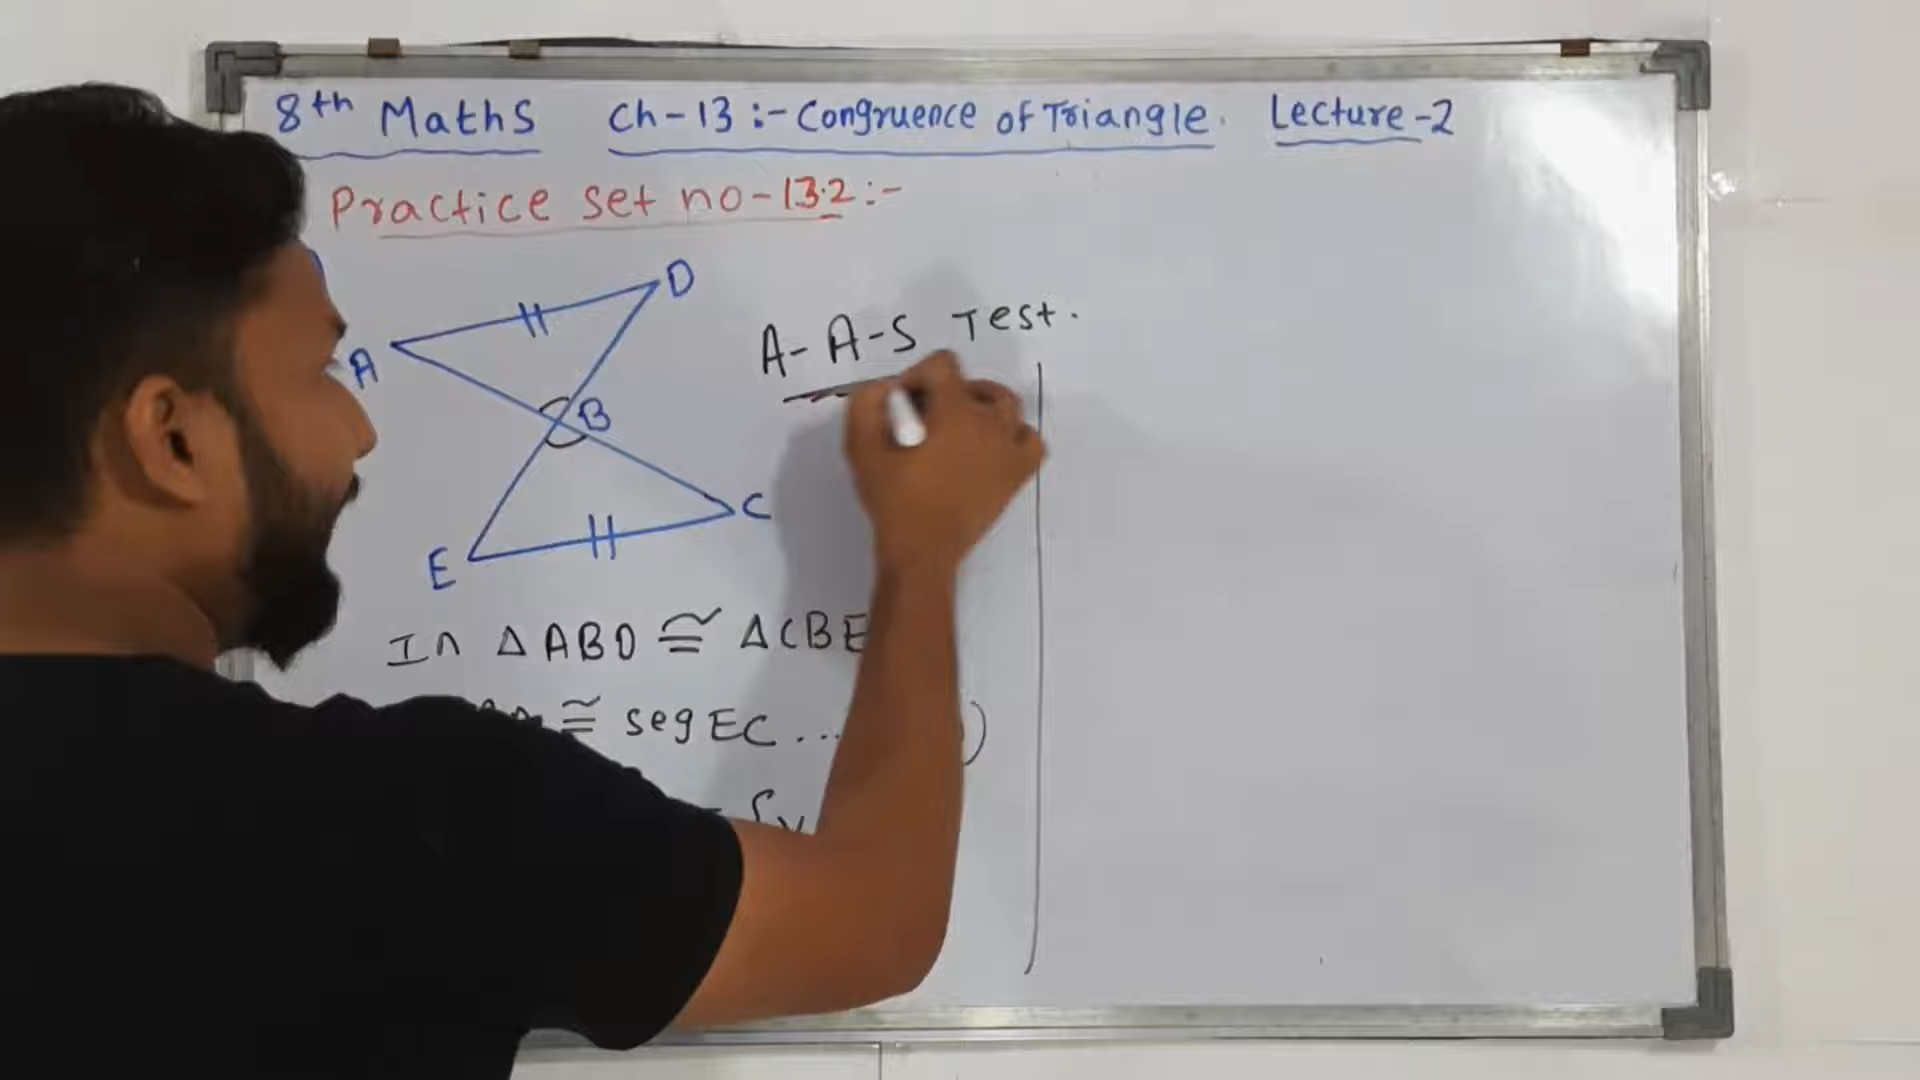 8th Maths Ch-13:- Congruence of Triangle. Lecture-2
Practice set no-13.2:-
D
A
A-A-S Test.
B
C
E
In △ABD ≅ △CBE
≅ seg EC ... )